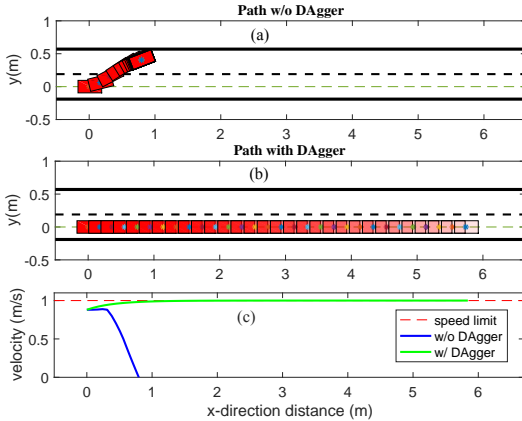 Path w/o DAgger
(a)
y(m)
1
0.5
0
-0.5
0 1 2 3 4 5 6
Path with DAgger
(b)
y(m)
1
0.5
0
-0.5
0 1 2 3 4 5 6
(c)
velocity (m/s)
1
0.5
0
speed limit
w/o DAgger
w/ DAgger
0 1 2 3 4 5 6
x-direction distance (m)